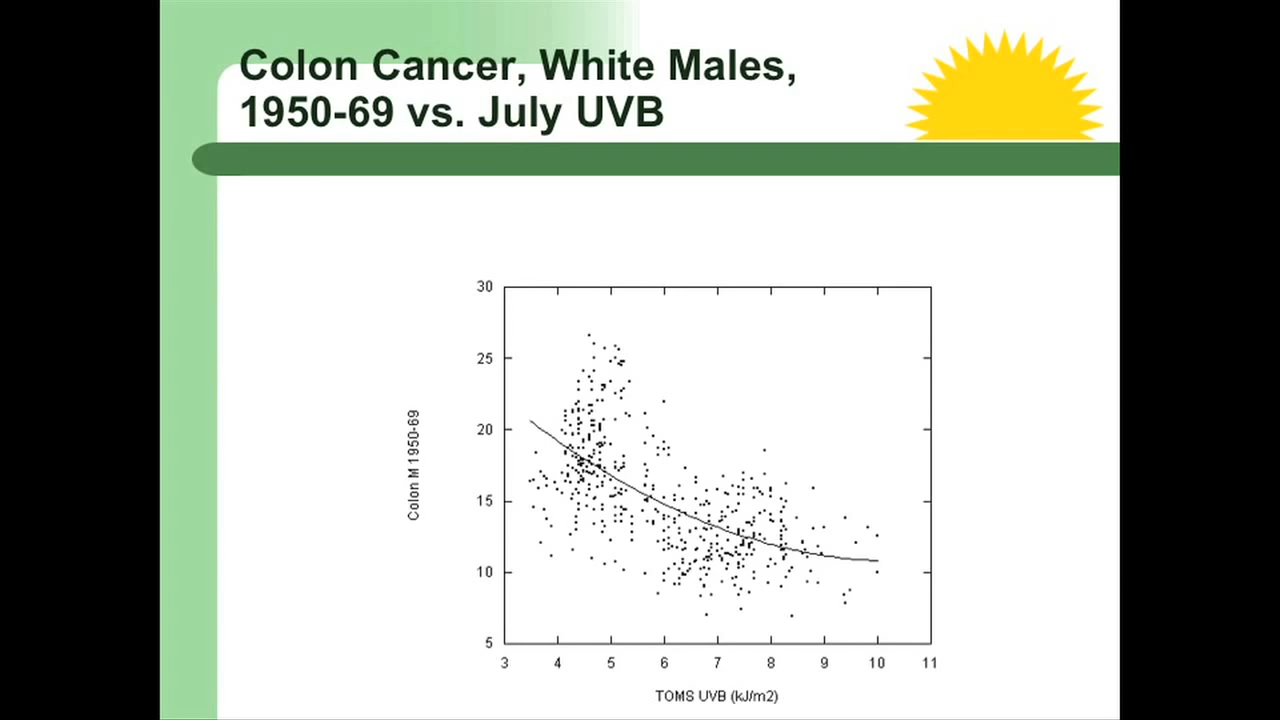 Colon Cancer, White Males,
1950-69 vs. July UVB
30
25
20
15
10
5
Colon M 1950-69
3 4 5 6 7 8 9 10 11
TOMS UVB (kJ/m2)